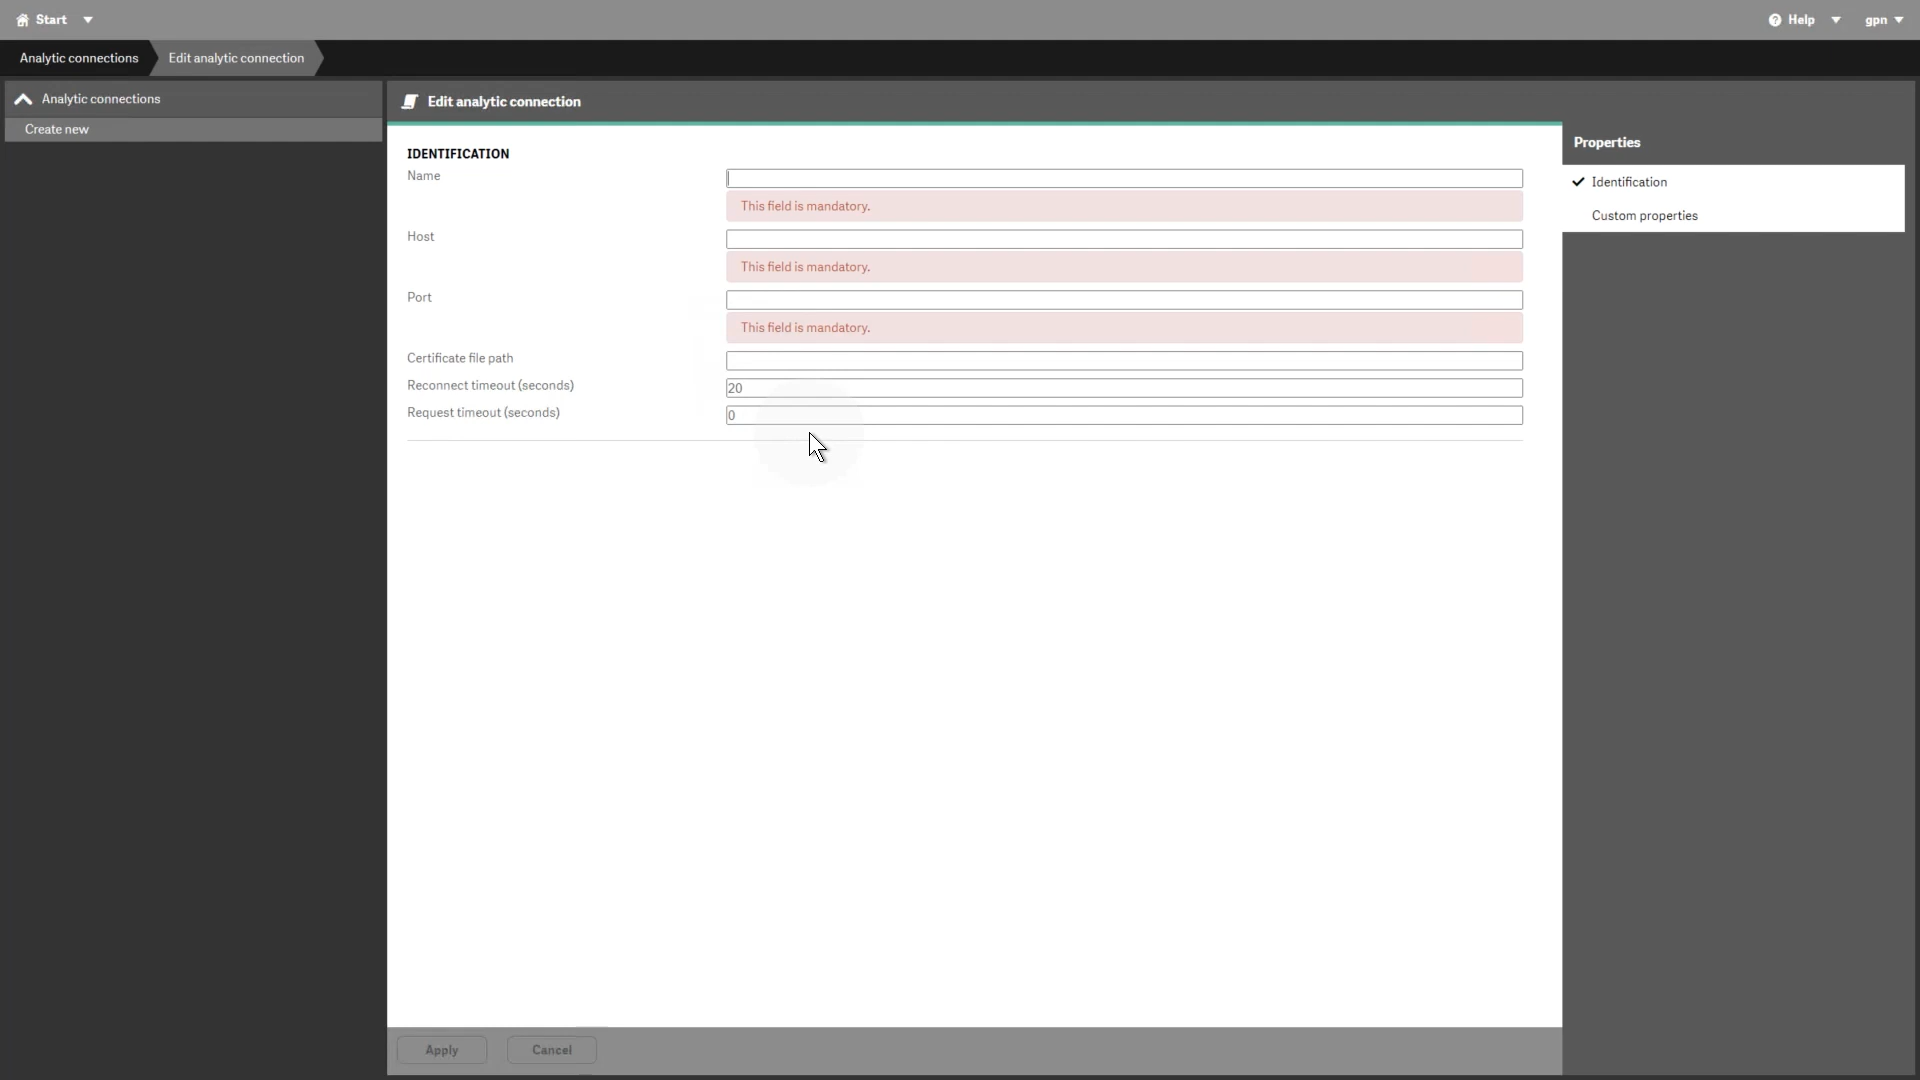 Start
Help
gpn
Analytic connections
Edit analytic connection
Analytic connections
Create new
Edit analytic connection
IDENTIFICATION
Name
This field is mandatory.
Host
This field is mandatory.
Port
This field is mandatory.
Certificate file path
Reconnect timeout (seconds)
20
Request timeout (seconds)
0
Properties
Identification
Custom properties
Apply
Cancel